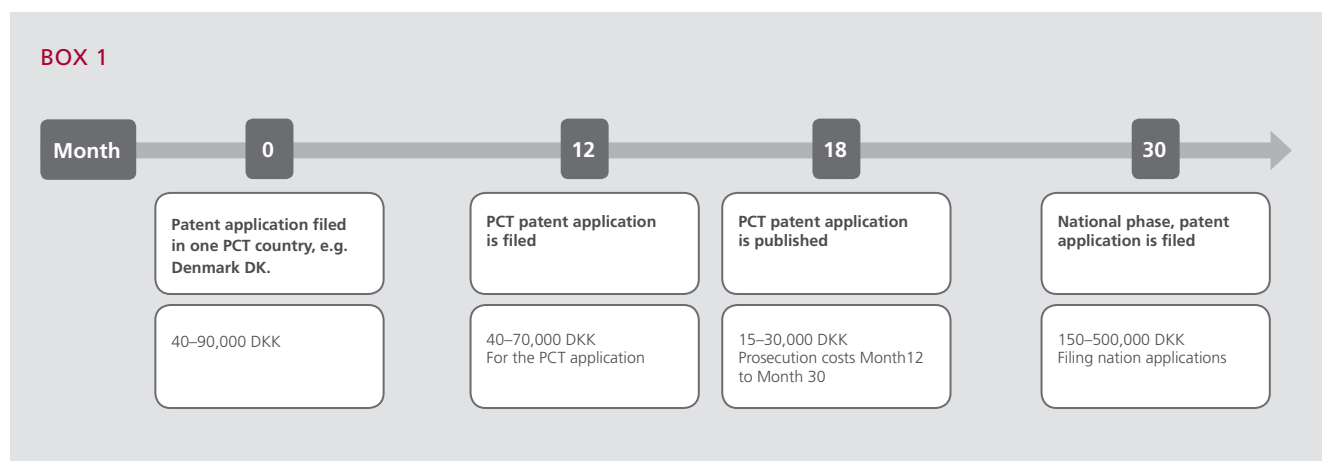 BOX 1
Month
0
12
18
30
Patent application filed
in one PCT country, e.g.
Denmark DK.
PCT patent application
is filed
PCT patent application
is published
National phase, patent
application is filed
40–90,000 DKK
40–70,000 DKK
For the PCT application
15–30,000 DKK
Prosecution costs Month12
to Month 30
150–500,000 DKK
Filing nation applications